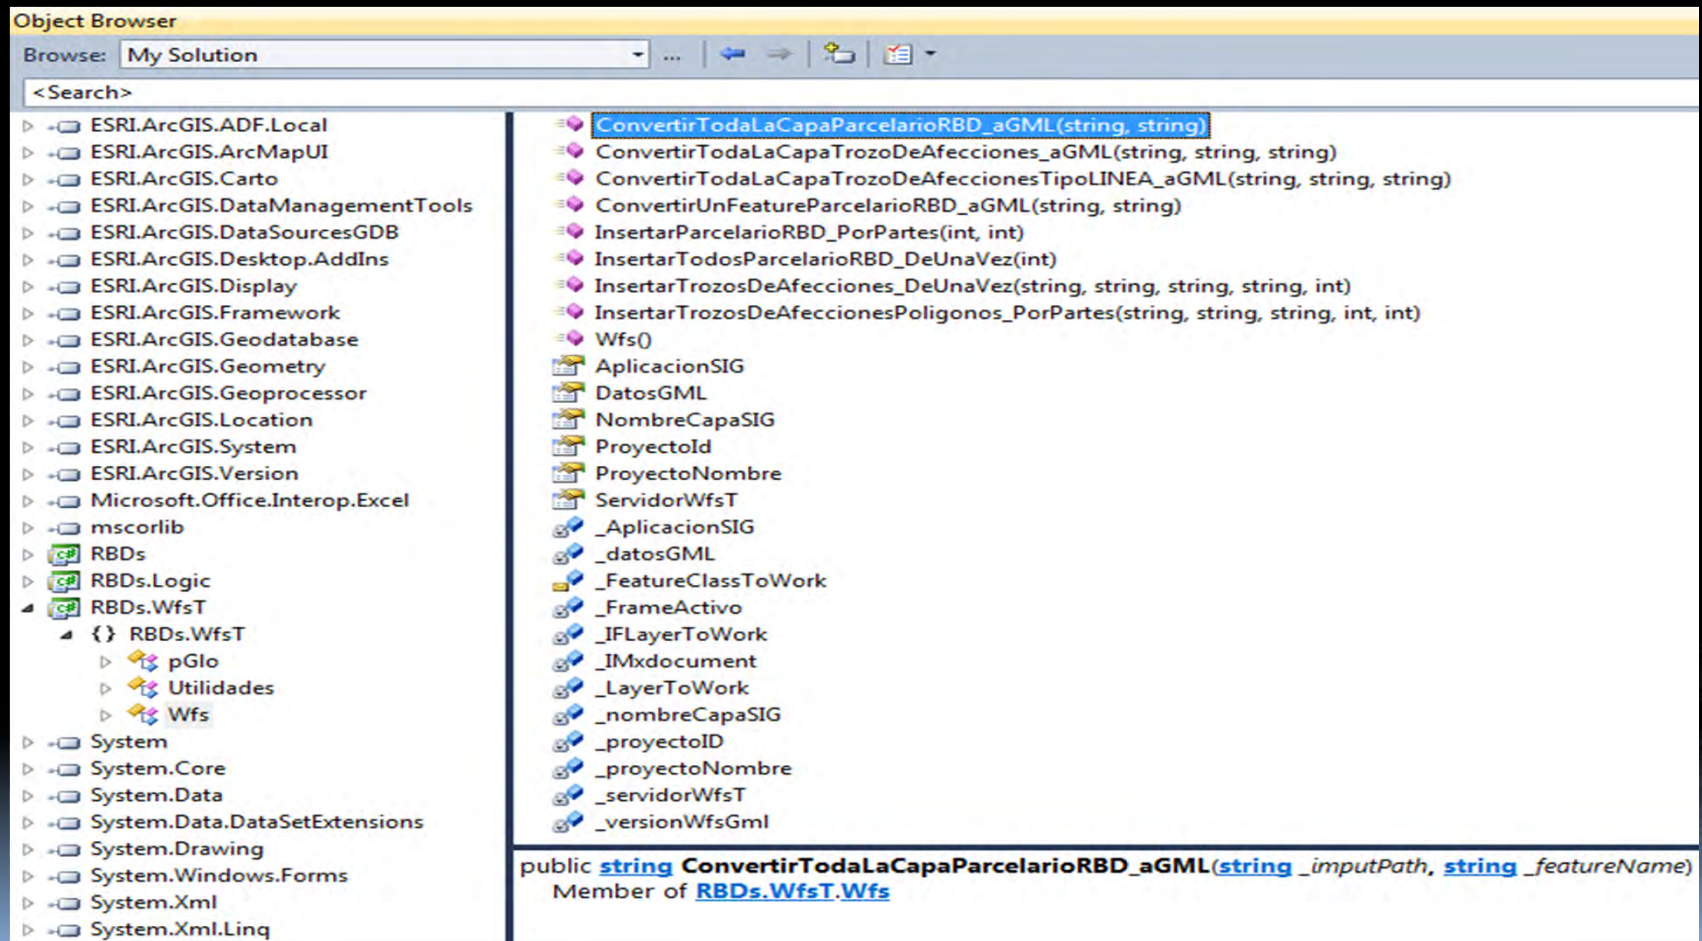 Object Browser
Browse: My Solution ...
<Search>
ESRI.ArcGIS.ADF.Local
ESRI.ArcGIS.ArcMapUI
ESRI.ArcGIS.Carto
ESRI.ArcGIS.DataManagementTools
ESRI.ArcGIS.DataSourcesGDB
ESRI.ArcGIS.Desktop.AddIns
ESRI.ArcGIS.Display
ESRI.ArcGIS.Framework
ESRI.ArcGIS.Geodatabase
ESRI.ArcGIS.Geometry
ESRI.ArcGIS.Geoprocessor
ESRI.ArcGIS.Location
ESRI.ArcGIS.System
ESRI.ArcGIS.Version
Microsoft.Office.Interop.Excel
mscorlib
C# RBDs
C# RBDs.Logic
C# RBDs.WfsT
{} RBDs.WfsT
pGlo
Utilidades
Wfs
System
System.Core
System.Data
System.Data.DataSetExtensions
System.Drawing
System.Windows.Forms
System.Xml
System.Xml.Linq
ConvertirTodaLaCapaParcelarioRBD_aGML(string, string)
ConvertirTodaLaCapaTrozoDeAfecciones_aGML(string, string, string)
ConvertirTodaLaCapaTrozoDeAfeccionesTipoLINEA_aGML(string, string, string)
ConvertirUnFeatureParcelarioRBD_aGML(string, string)
InsertarParcelarioRBD_PorPartes(int, int)
InsertarTodosParcelarioRBD_DeUnaVez(int)
InsertarTrozosDeAfecciones_DeUnaVez(string, string, string, string, int)
InsertarTrozosDeAfeccionesPoligonos_PorPartes(string, string, string, int, int)
Wfs()
AplicacionSIG
DatosGML
NombreCapaSIG
ProyectoId
ProyectoNombre
ServidorWfsT
_AplicacionSIG
_datosGML
_FeatureClassToWork
_FrameActivo
_IFLayerToWork
_IMxdocument
_LayerToWork
_nombreCapaSIG
_proyectoID
_proyectoNombre
_servidorWfsT
_versionWfsGml
public string ConvertirTodaLaCapaParcelarioRBD_aGML(string _imputPath, string _featureName)
Member of RBDs.WfsT.Wfs